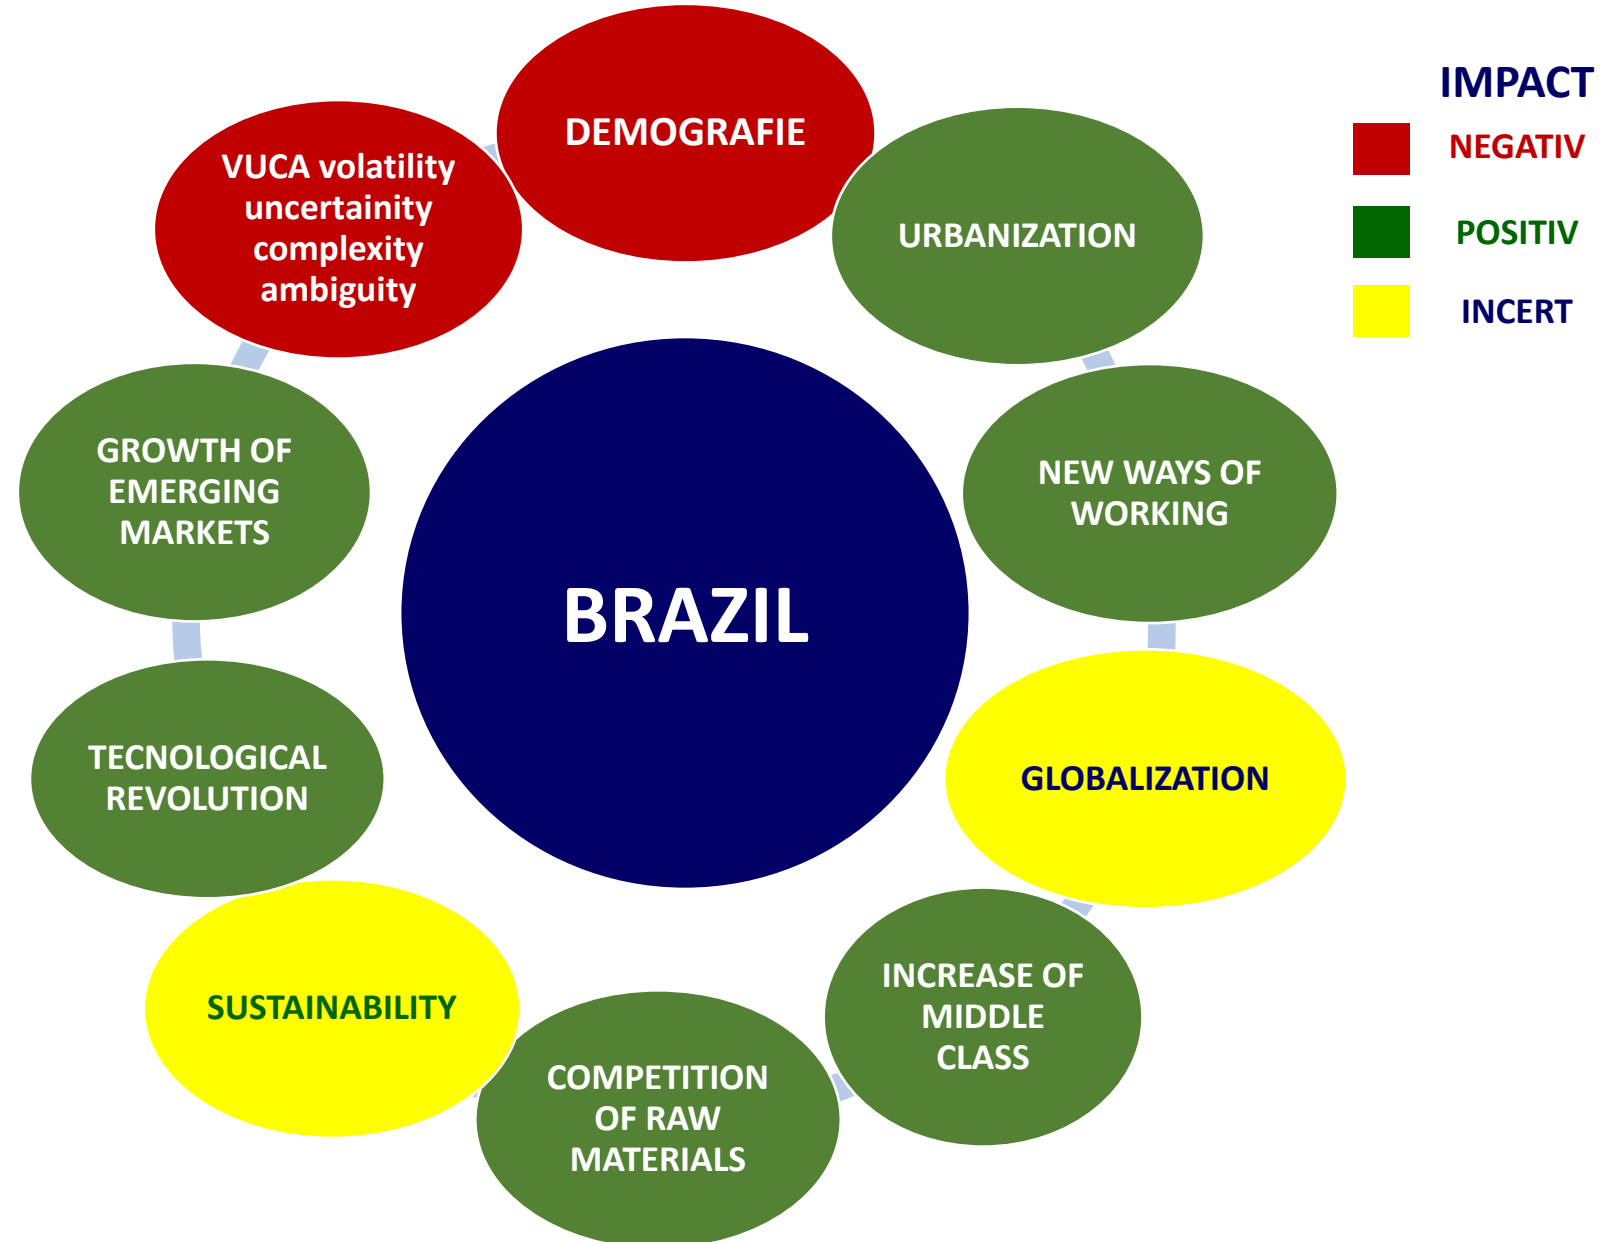 DEMOGRAFIE
URBANIZATION
NEW WAYS OF
WORKING
GLOBALIZATION
INCREASE OF
MIDDLE
CLASS
COMPETITION
OF RAW
MATERIALS
SUSTAINABILITY
TECNOLOGICAL
REVOLUTION
GROWTH OF
EMERGING
MARKETS
VUCA volatility
uncertainity
complexity
ambiguity
BRAZIL
IMPACT
NEGATIV
POSITIV
INCERT